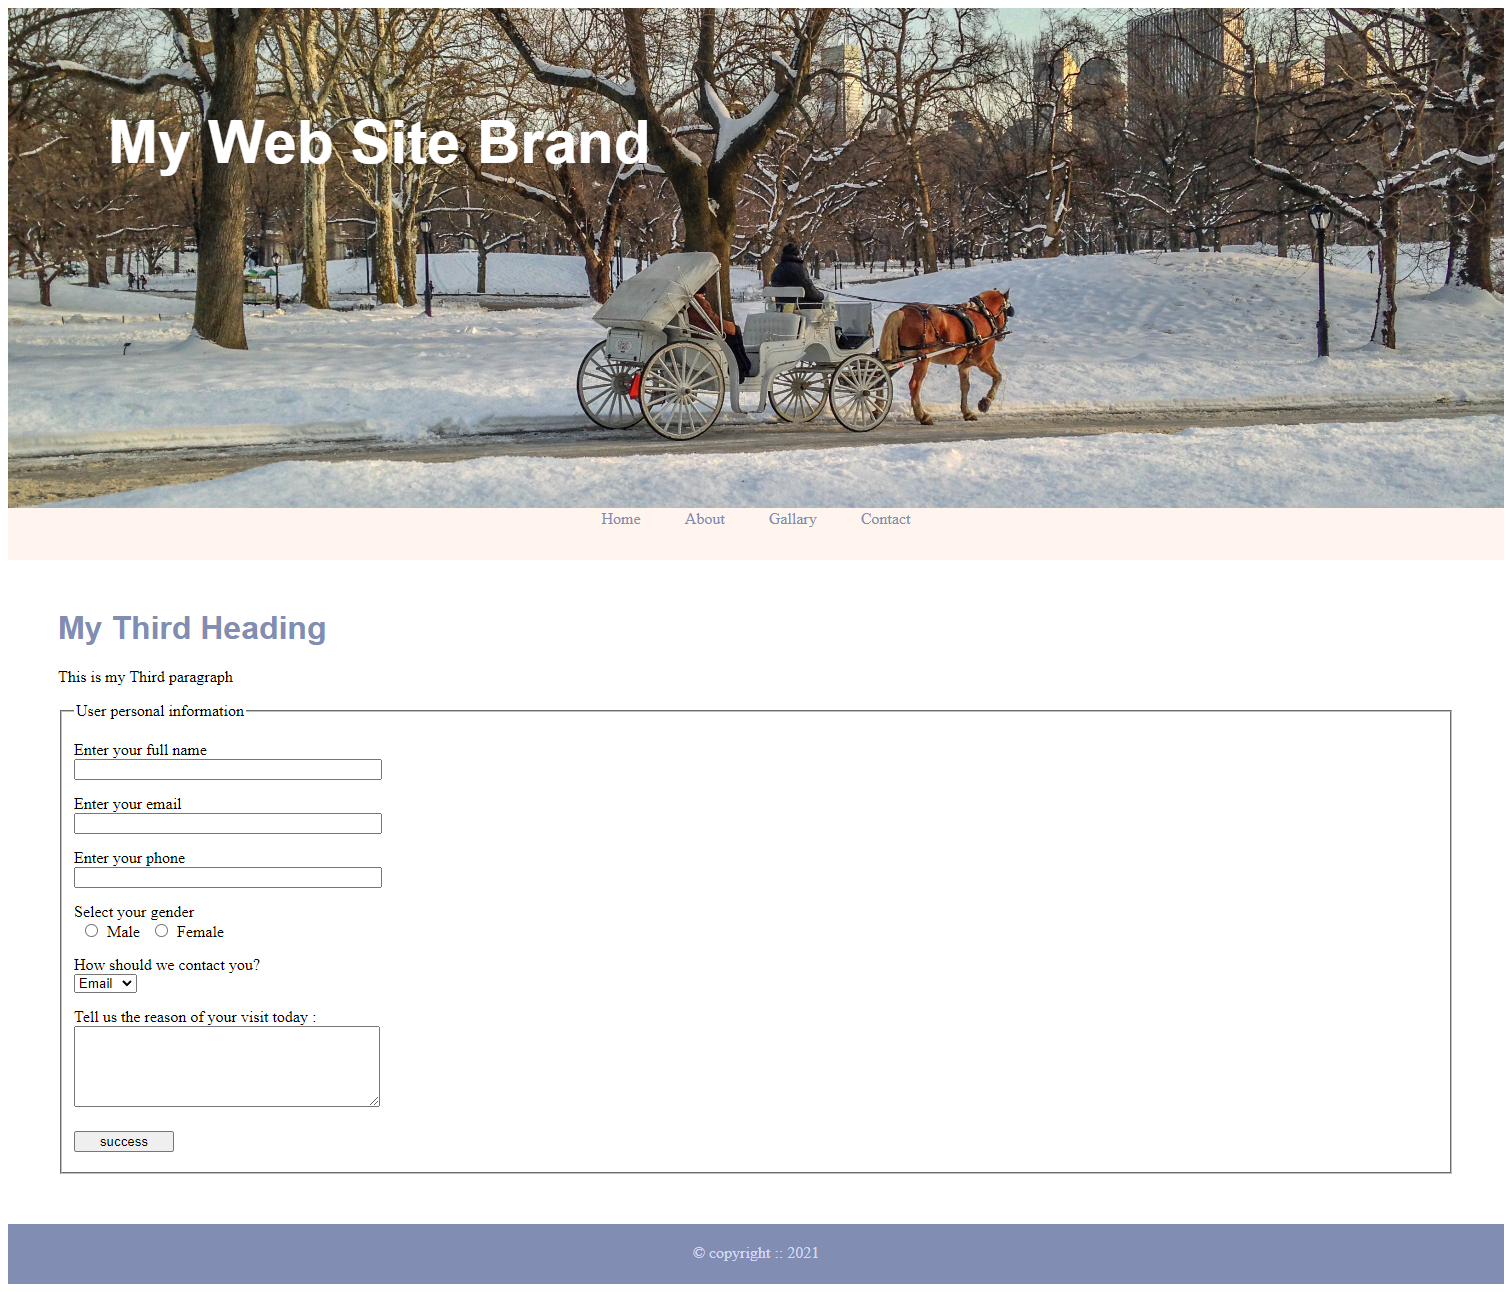 My Web Site Brand
Home About Gallary Contact
My Third Heading
This is my Third paragraph
User personal information
Enter your full name
Enter your email
Enter your phone
Select your gender
Male Female
How should we contact you?
Email
Tell us the reason of your visit today :
success
© copyright :: 2021